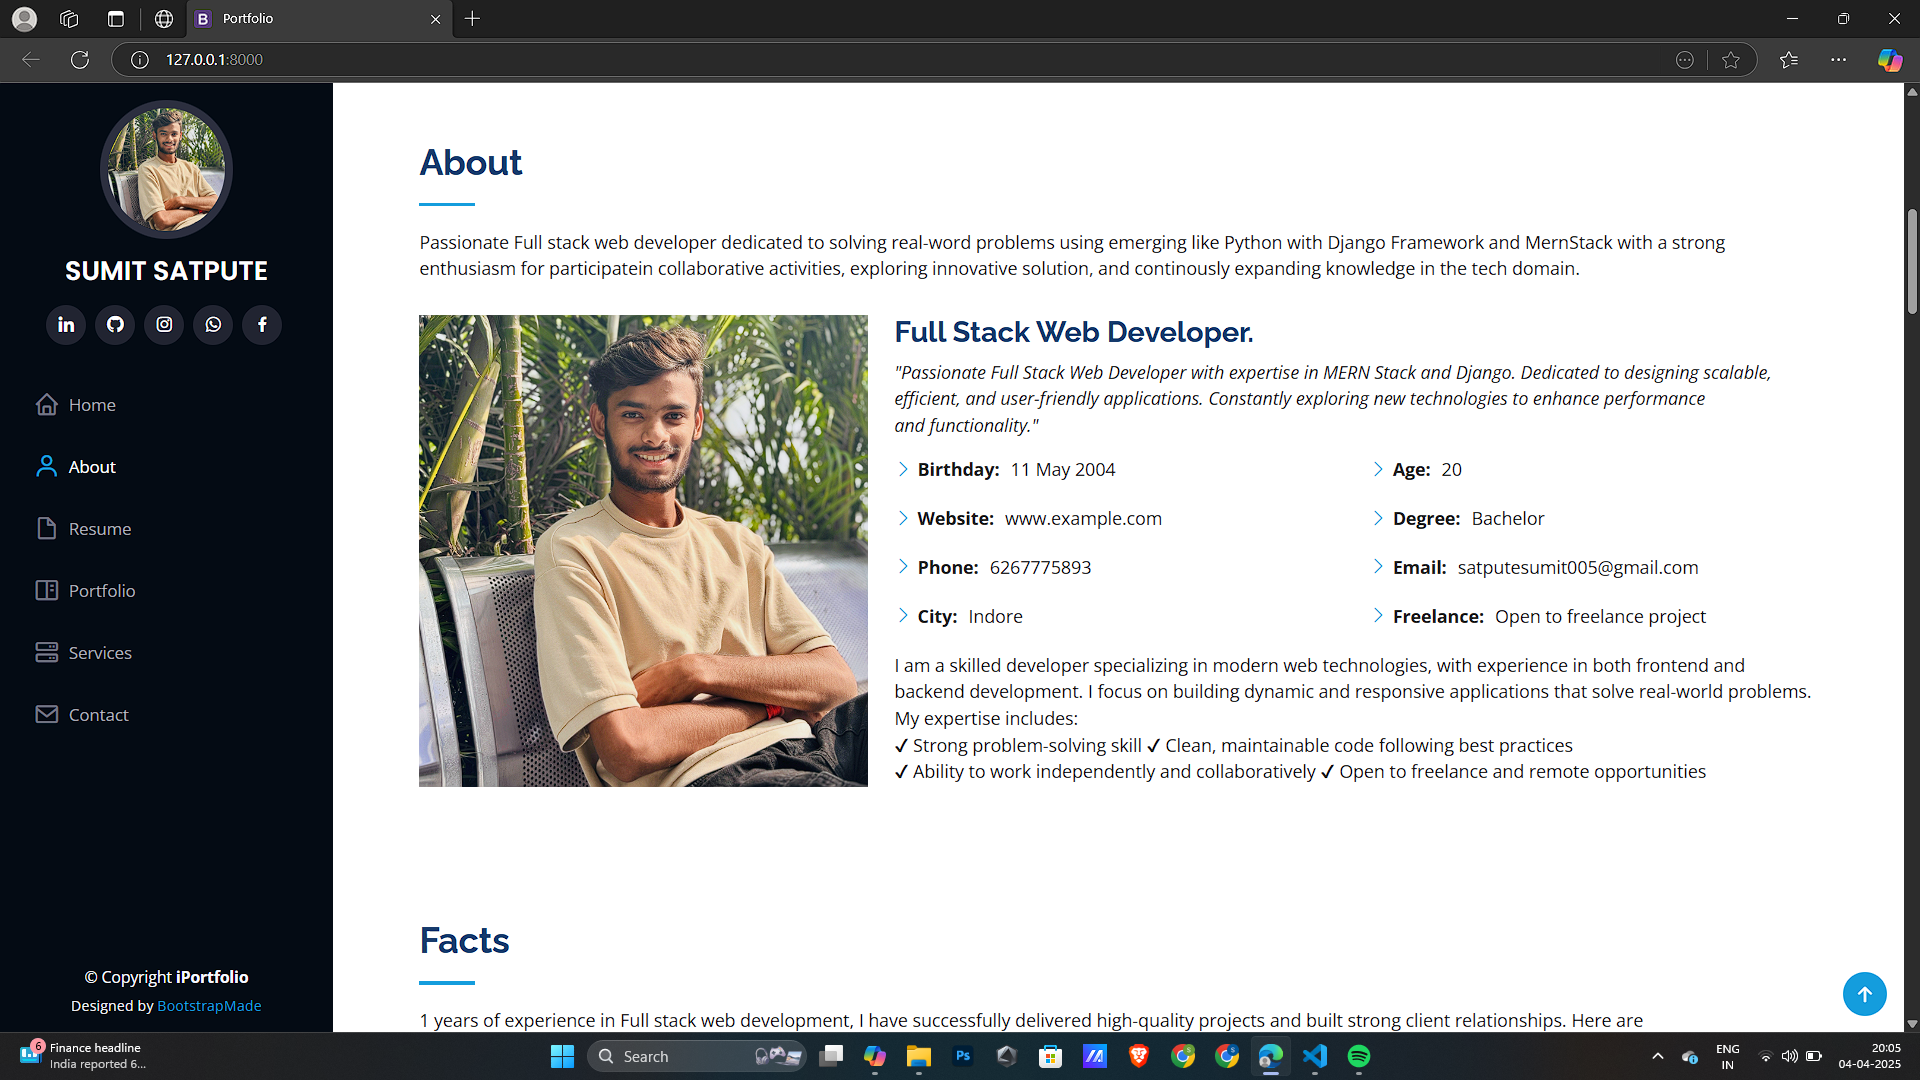 Portfolio
127.0.0.1:8000
SUMIT SATPUTE
Home
About
Resume
Portfolio
Services
Contact
© Copyright iPortfolio
Designed by BootstrapMade
About
Passionate Full stack web developer dedicated to solving real-word problems using emerging like Python with Django Framework and MernStack with a strong
enthusiasm for participatein collaborative activities, exploring innovative solution, and continously expanding knowledge in the tech domain.
Full Stack Web Developer.
"Passionate Full Stack Web Developer with expertise in MERN Stack and Django. Dedicated to designing scalable,
efficient, and user-friendly applications. Constantly exploring new technologies to enhance performance
and functionality."
Birthday: 11 May 2004
Age: 20
Website: www.example.com
Degree: Bachelor
Phone: 6267775893
Email: satputesumit005@gmail.com
City: Indore
Freelance: Open to freelance project
I am a skilled developer specializing in modern web technologies, with experience in both frontend and
backend development. I focus on building dynamic and responsive applications that solve real-world problems.
My expertise includes:
✔ Strong problem-solving skill ✔ Clean, maintainable code following best practices
✔ Ability to work independently and collaboratively ✔ Open to freelance and remote opportunities
Facts
1 years of experience in Full stack web development, I have successfully delivered high-quality projects and built strong client relationships. Here are
6
Finance headline
India reported 6...
Search
Ps
ENG
IN
20:05
04-04-2025